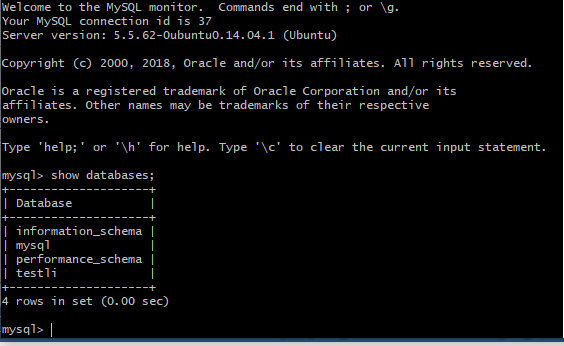 Welcome to the MySQL monitor.  Commands end with ; or \g.
Your MySQL connection id is 37
Server version: 5.5.62-0ubuntu0.14.04.1 (Ubuntu)

Copyright (c) 2000, 2018, Oracle and/or its affiliates. All rights reserved.

Oracle is a registered trademark of Oracle Corporation and/or its
affiliates. Other names may be trademarks of their respective
owners.

Type 'help;' or '\h' for help. Type '\c' to clear the current input statement.

mysql> show databases;
+--------------------+
| Database           |
+--------------------+
| information_schema |
| mysql              |
| performance_schema |
| testli             |
+--------------------+
4 rows in set (0.00 sec)

mysql>